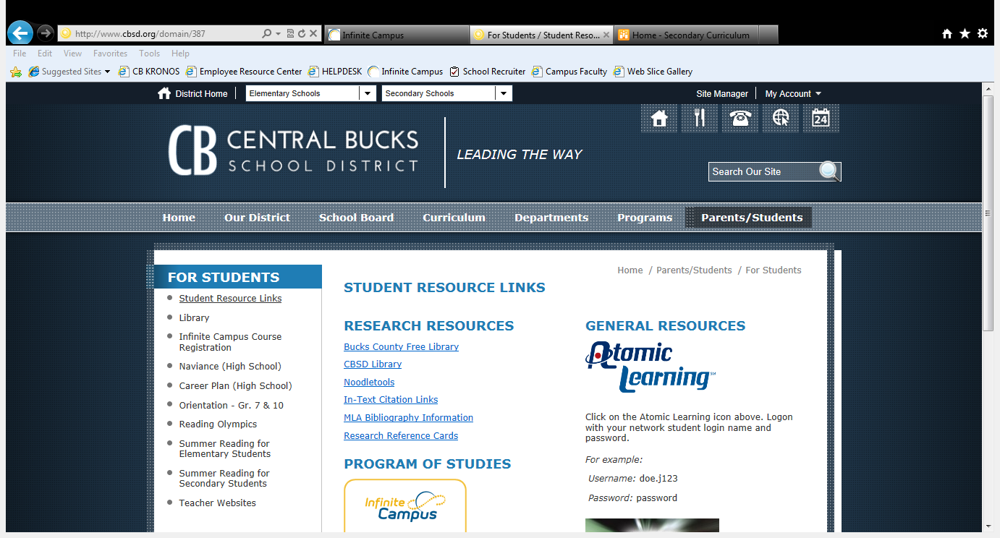 http://www.cbsd.org/domain/387
Infinite Campus
For Students / Student Reso...
Home - Secondary Curriculum
File Edit View Favorites Tools Help
Suggested Sites CB KRONOS Employee Resource Center HELPDESK Infinite Campus School Recruiter Campus Faculty Web Slice Gallery
District Home Elementary Schools Secondary Schools Site Manager My Account
24
CB CENTRAL BUCKS
SCHOOL DISTRICT
LEADING THE WAY
Search Our Site
Home Our District School Board Curriculum Departments Programs Parents/Students
Home / Parents/Students / For Students
FOR STUDENTS
Student Resource Links
Library
Infinite Campus Course
Registration
Naviance (High School)
Career Plan (High School)
Orientation - Gr. 7 & 10
Reading Olympics
Summer Reading for
Elementary Students
Summer Reading for
Secondary Students
Teacher Websites
STUDENT RESOURCE LINKS
RESEARCH RESOURCES
Bucks County Free Library
CBSD Library
Noodletools
In-Text Citation Links
MLA Bibliography Information
Research Reference Cards
PROGRAM OF STUDIES
Infinite
Campus
GENERAL RESOURCES
Atomic
Learning℠
Click on the Atomic Learning icon above. Logon
with your network student login name and
password.
For example:
Username: doe.j123
Password: password